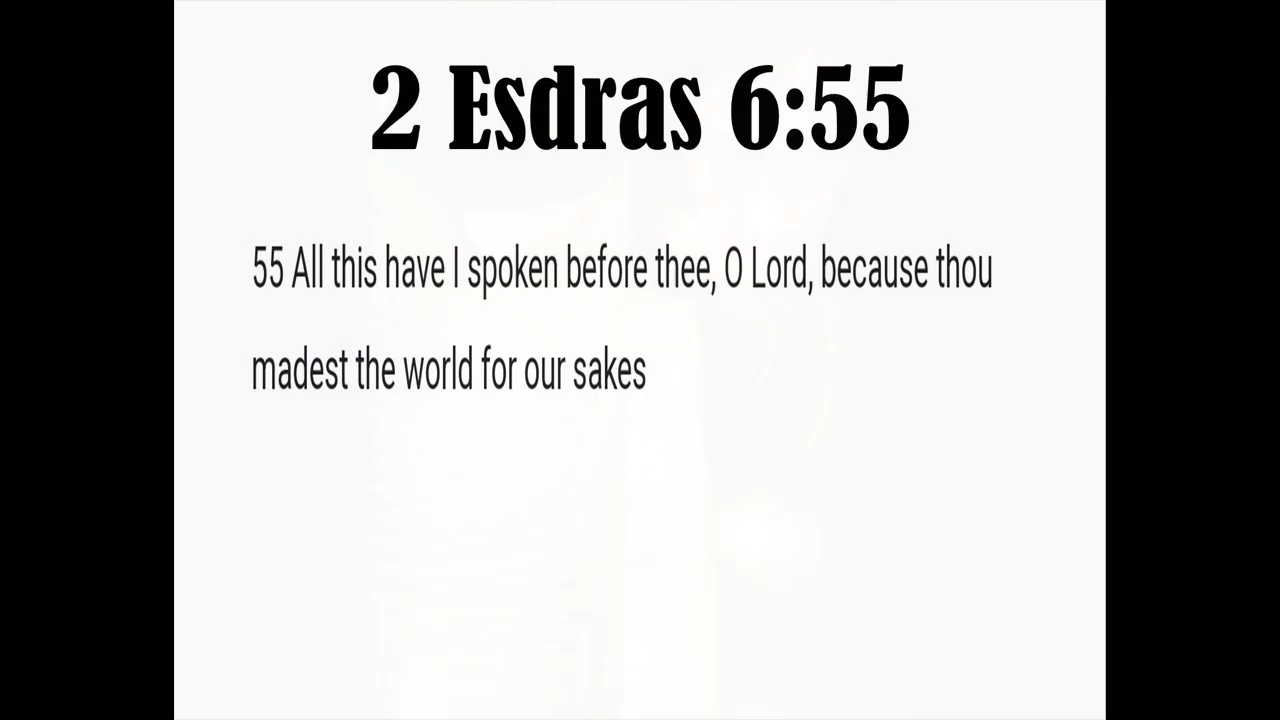 2 Esdras 6:55
55 All this have I spoken before thee, O Lord, because thou
madest the world for our sakes